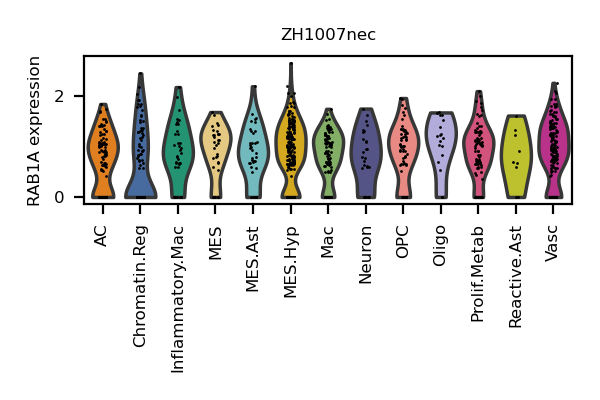 ZH1007nec
RAB1A expression
2
0
AC
Chromatin.Reg
Inflammatory.Mac
MES
MES.Ast
MES.Hyp
Mac
Neuron
OPC
Oligo
Prolif.Metab
Reactive.Ast
Vasc